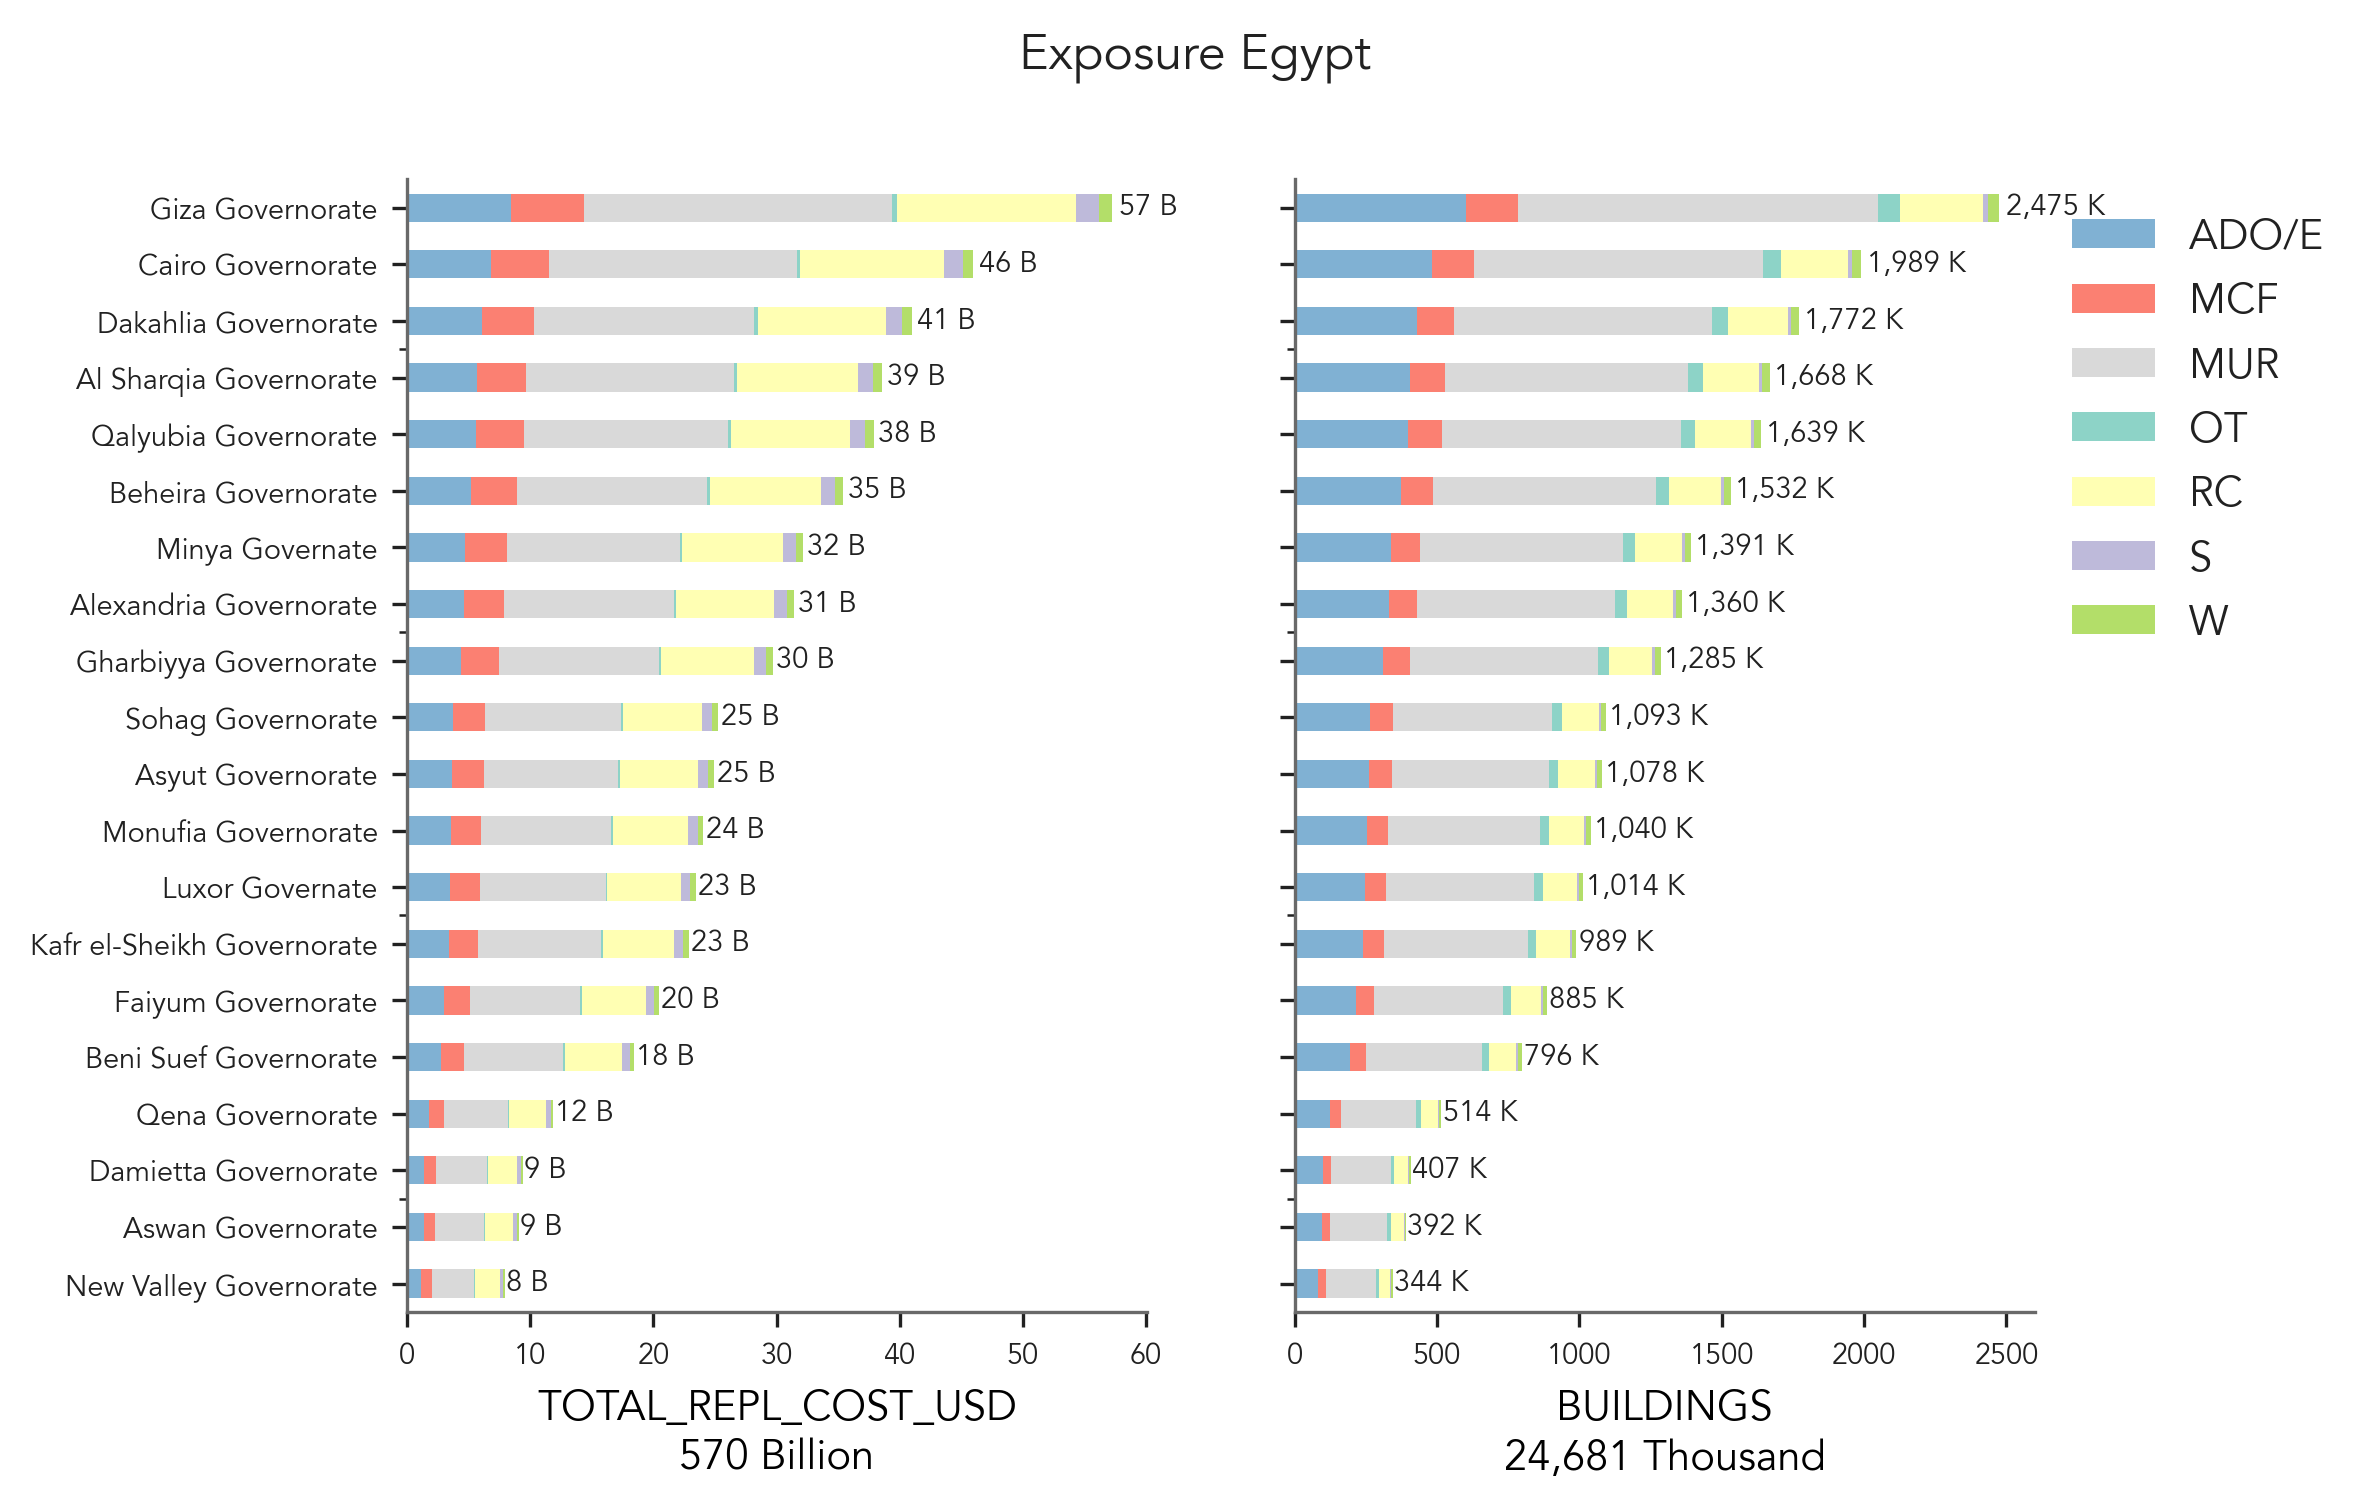 Exposure Egypt
Giza Governorate
Cairo Governorate
Dakahlia Governorate
Al Sharqia Governorate
Qalyubia Governorate
Beheira Governorate
Minya Governate
Alexandria Governorate
Gharbiyya Governorate
Sohag Governorate
Asyut Governorate
Monufia Governorate
Luxor Governate
Kafr el-Sheikh Governorate
Faiyum Governorate
Beni Suef Governorate
Qena Governorate
Damietta Governorate
Aswan Governorate
New Valley Governorate
57 B
46 B
41 B
39 B
38 B
35 B
32 B
31 B
30 B
25 B
25 B
24 B
23 B
23 B
20 B
18 B
12 B
9 B
9 B
8 B
0 10 20 30 40 50 60
TOTAL_REPL_COST_USD
570 Billion
2,475 K
1,989 K
1,772 K
1,668 K
1,639 K
1,532 K
1,391 K
1,360 K
1,285 K
1,093 K
1,078 K
1,040 K
1,014 K
989 K
885 K
796 K
514 K
407 K
392 K
344 K
0 500 1000 1500 2000 2500
BUILDINGS
24,681 Thousand
ADO/E
MCF
MUR
OT
RC
S
W